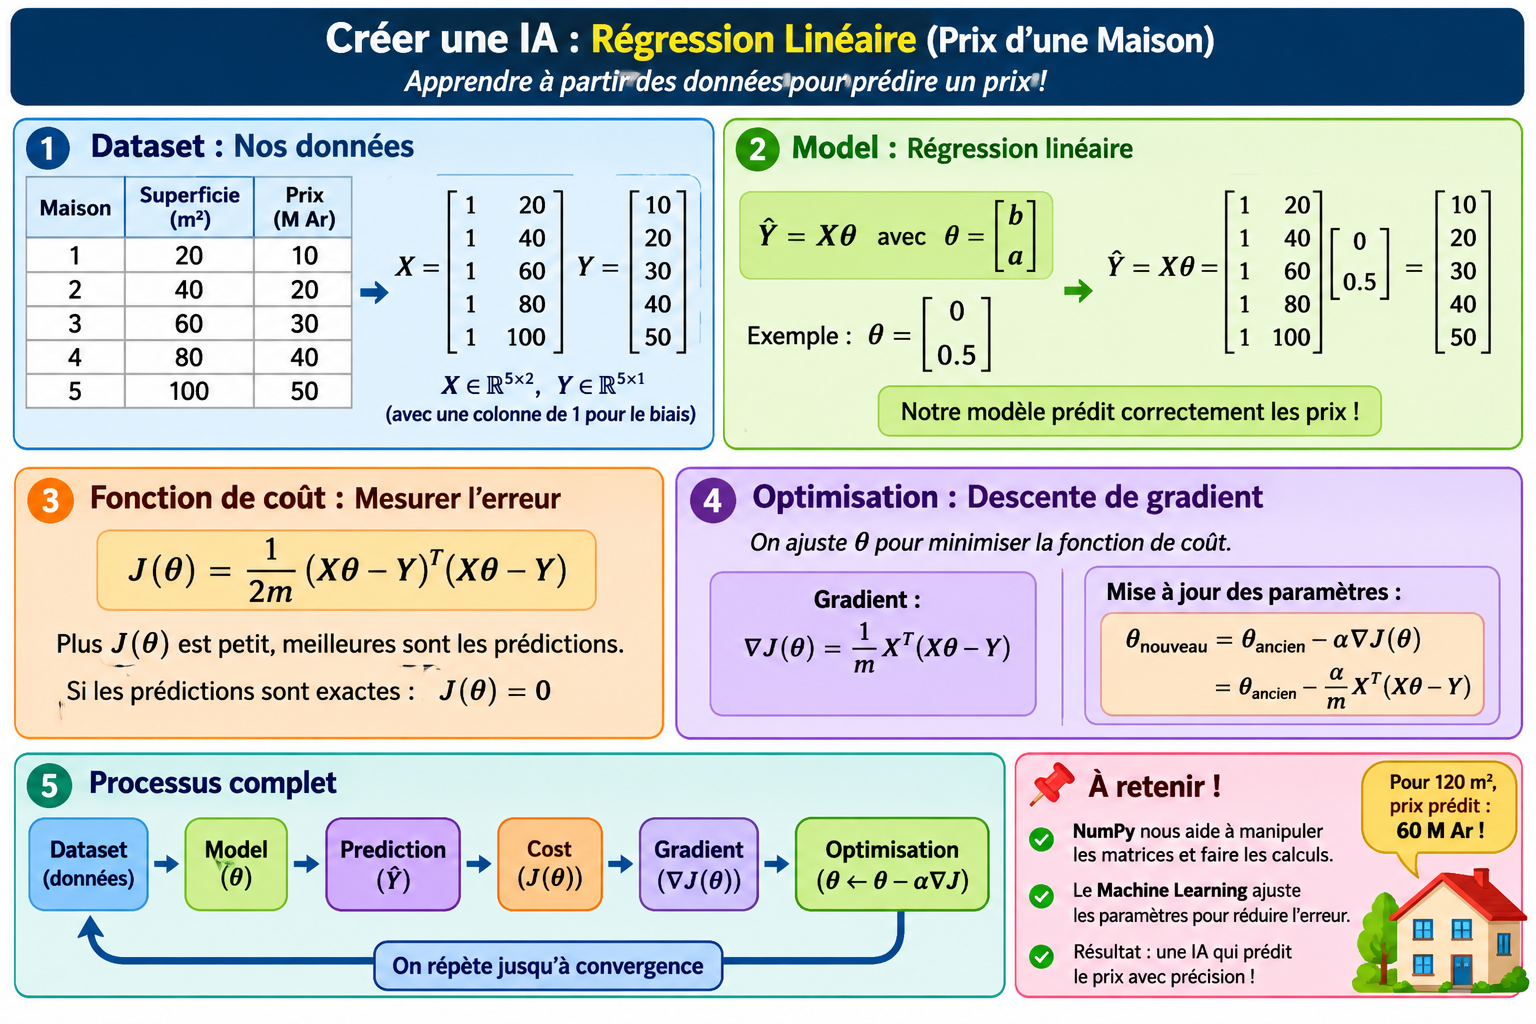 Créer une IA : Régression Linéaire (Prix d'une Maison)
Apprendre à partir des données pour prédire un prix !
1 Dataset : Nos données
Maison Superficie (m²) Prix (M Ar)
1 20 10
2 40 20
3 60 30
4 80 40
5 100 50
X = [1 20
1 40
1 60
1 80
1 100]
Y = [10
20
30
40
50]
X ∈ ℝ⁵ˣ², Y ∈ ℝ⁵ˣ¹
(avec une colonne de 1 pour le biais)
2 Model : Régression linéaire
Ŷ = Xθ avec θ = [b
a]
Exemple : θ = [0
0.5]
Ŷ = Xθ = [1 20
1 40
1 60
1 80
1 100]
[0
0.5]
= [10
20
30
40
50]
Notre modèle prédit correctement les prix !
3 Fonction de coût : Mesurer l'erreur
J(θ) = 1/2m (Xθ − Y)ᵀ(Xθ − Y)
Plus J(θ) est petit, meilleures sont les prédictions.
Si les prédictions sont exactes : J(θ) = 0
4 Optimisation : Descente de gradient
On ajuste θ pour minimiser la fonction de coût.
Gradient :
∇J(θ) = 1/m Xᵀ(Xθ − Y)
Mise à jour des paramètres :
θnouveau = θancien − α∇J(θ)
= θancien − α/m Xᵀ(Xθ − Y)
5 Processus complet
Dataset
(données)
Model
(θ)
Prediction
(Ŷ)
Cost
(J(θ))
Gradient
(∇J(θ))
Optimisation
(θ ← θ − α∇J)
On répète jusqu'à convergence
À retenir !
NumPy nous aide à manipuler
les matrices et faire les calculs.
Le Machine Learning ajuste
les paramètres pour réduire l'erreur.
Résultat : une IA qui prédit
le prix avec précision !
Pour 120 m²,
prix prédit :
60 M Ar !